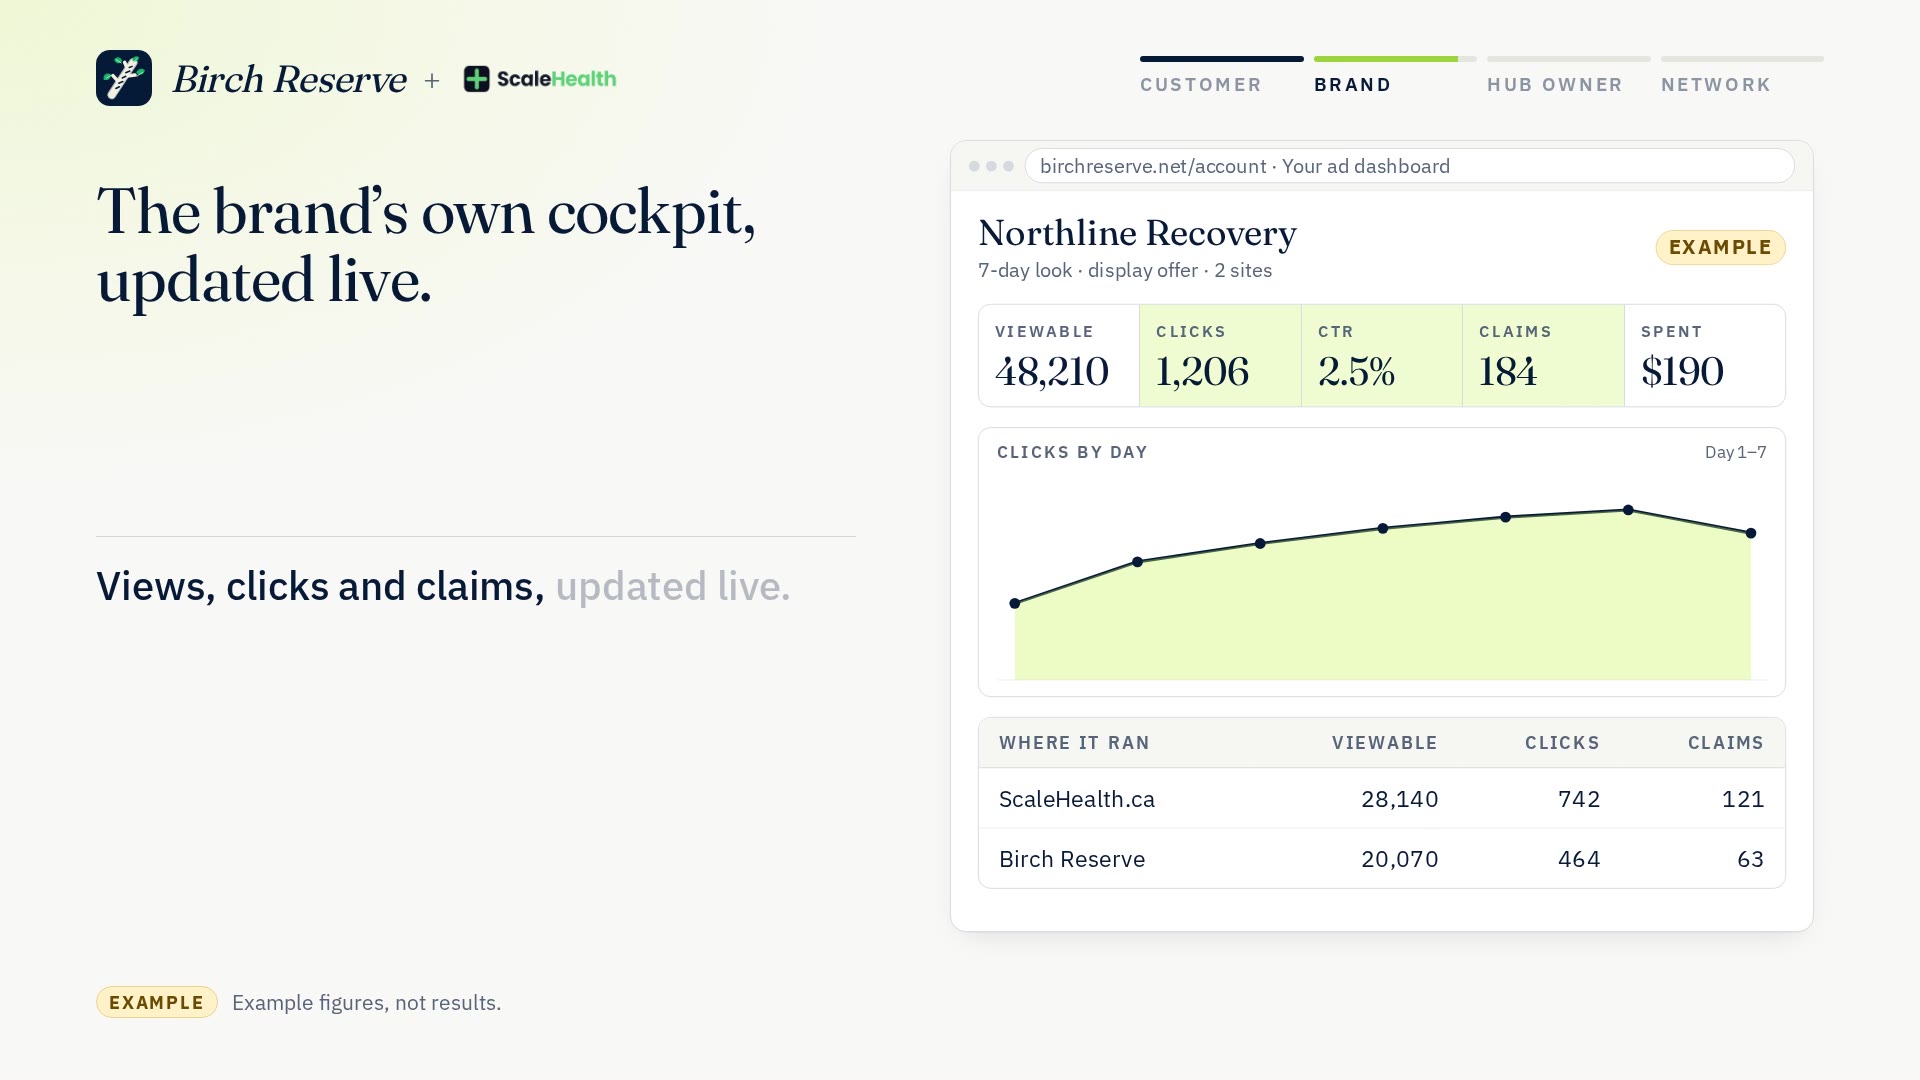 Birch Reserve + ScaleHealth
CUSTOMER BRAND HUB OWNER NETWORK
The brand’s own cockpit,
updated live.
Views, clicks and claims, updated live.
EXAMPLE Example figures, not results.
birchreserve.net/account · Your ad dashboard
Northline Recovery
EXAMPLE
7-day look · display offer · 2 sites
VIEWABLE CLICKS CTR CLAIMS SPENT
48,210 1,206 2.5% 184 $190
CLICKS BY DAY Day 1–7
WHERE IT RAN VIEWABLE CLICKS CLAIMS
ScaleHealth.ca 28,140 742 121
Birch Reserve 20,070 464 63